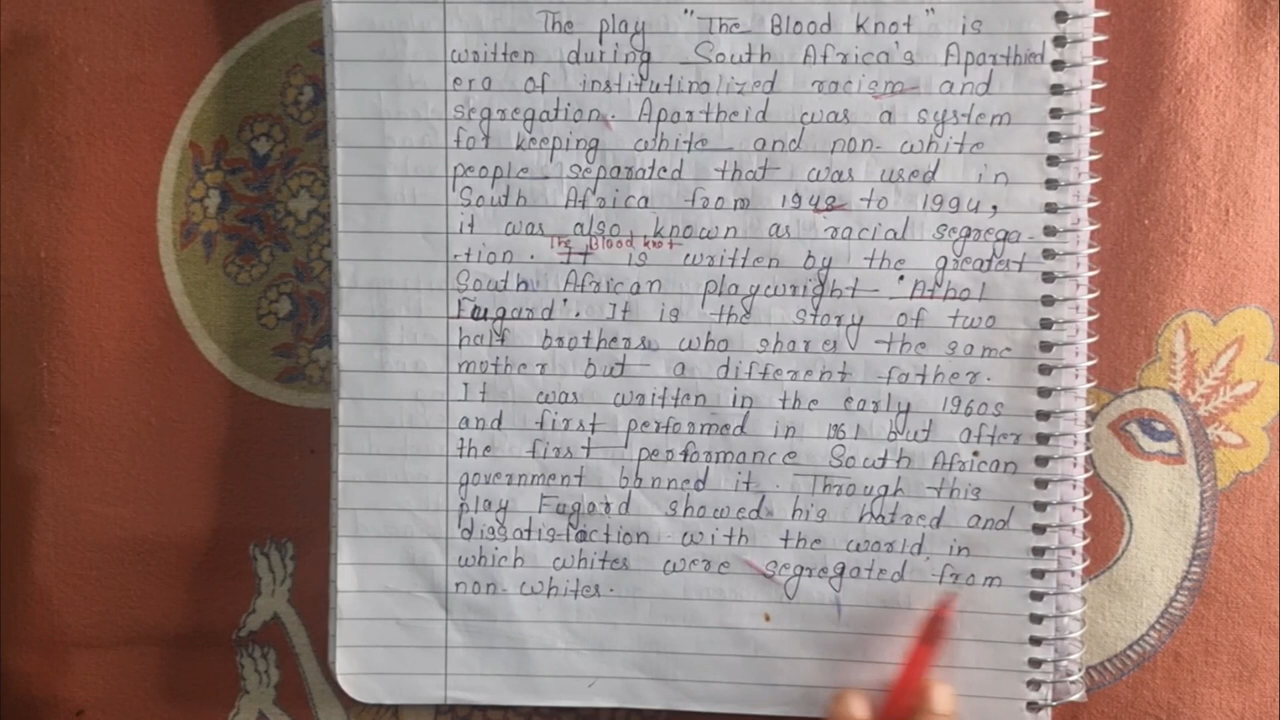 The play "The Blood Knot" is
written during South Africa's Aparthied
era of institutinalized racism and
segregation. Apartheid was a system
for keeping white and non-white
people separated that was used in
South Africa from 1948 to 1994,
it was also known as racial segrega-
The Blood knot
-tion. It is written by the greatest
South African playwright 'Athol
Fugard'. It is the story of two
half brothers who shares the same
mother but a different father.
It was written in the early 1960s
and first performed in 1961 but after
the first performance South African
government banned it. Through this
play Fugard showed his hatred and
dissatisfaction with the world in
which whites were segregated from
non-whites.